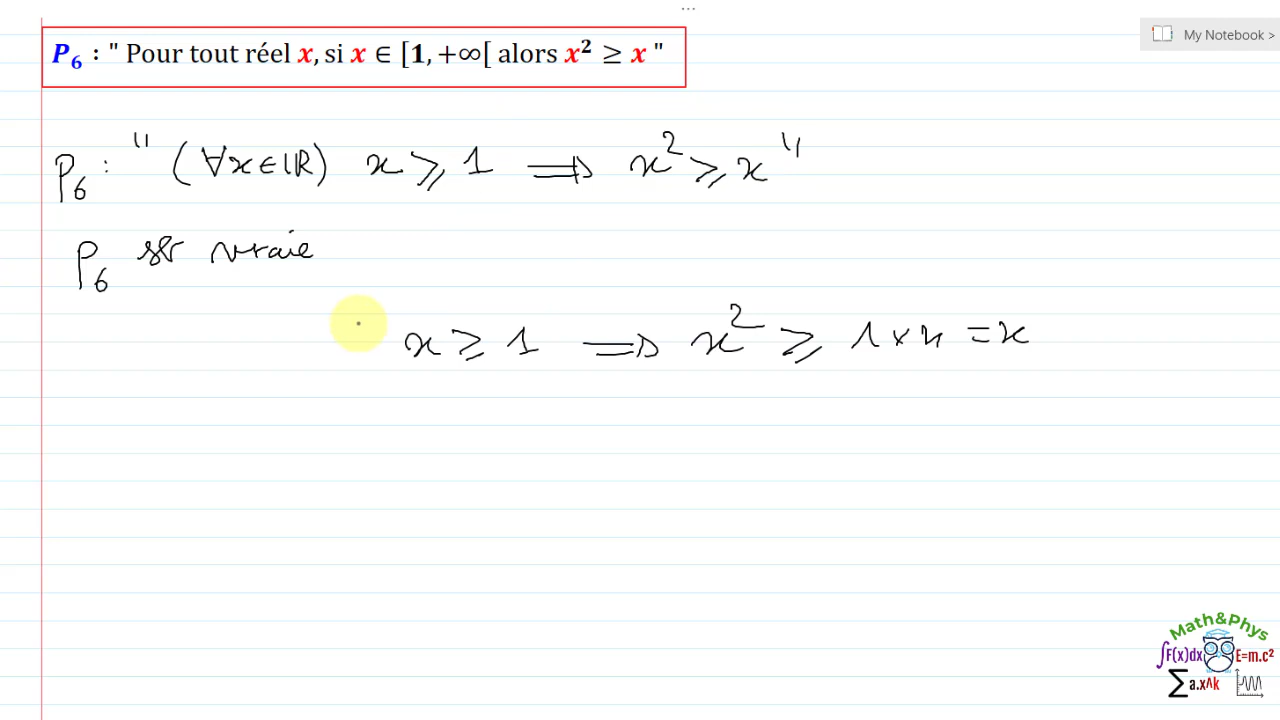 ...
My Notebook >
P₆ : " Pour tout réel x, si x ∈ [1, +∞[ alors x² ≥ x "
P₆ : " (∀x∈ℝ) x ⩾ 1 ⟹ x² ⩾ x "
P₆ est vraie
x ⩾ 1 ⟹ x² ⩾ 1 × x = x
Math&Phys
∫F(x)dx E=m.c²
∑ a.x^k